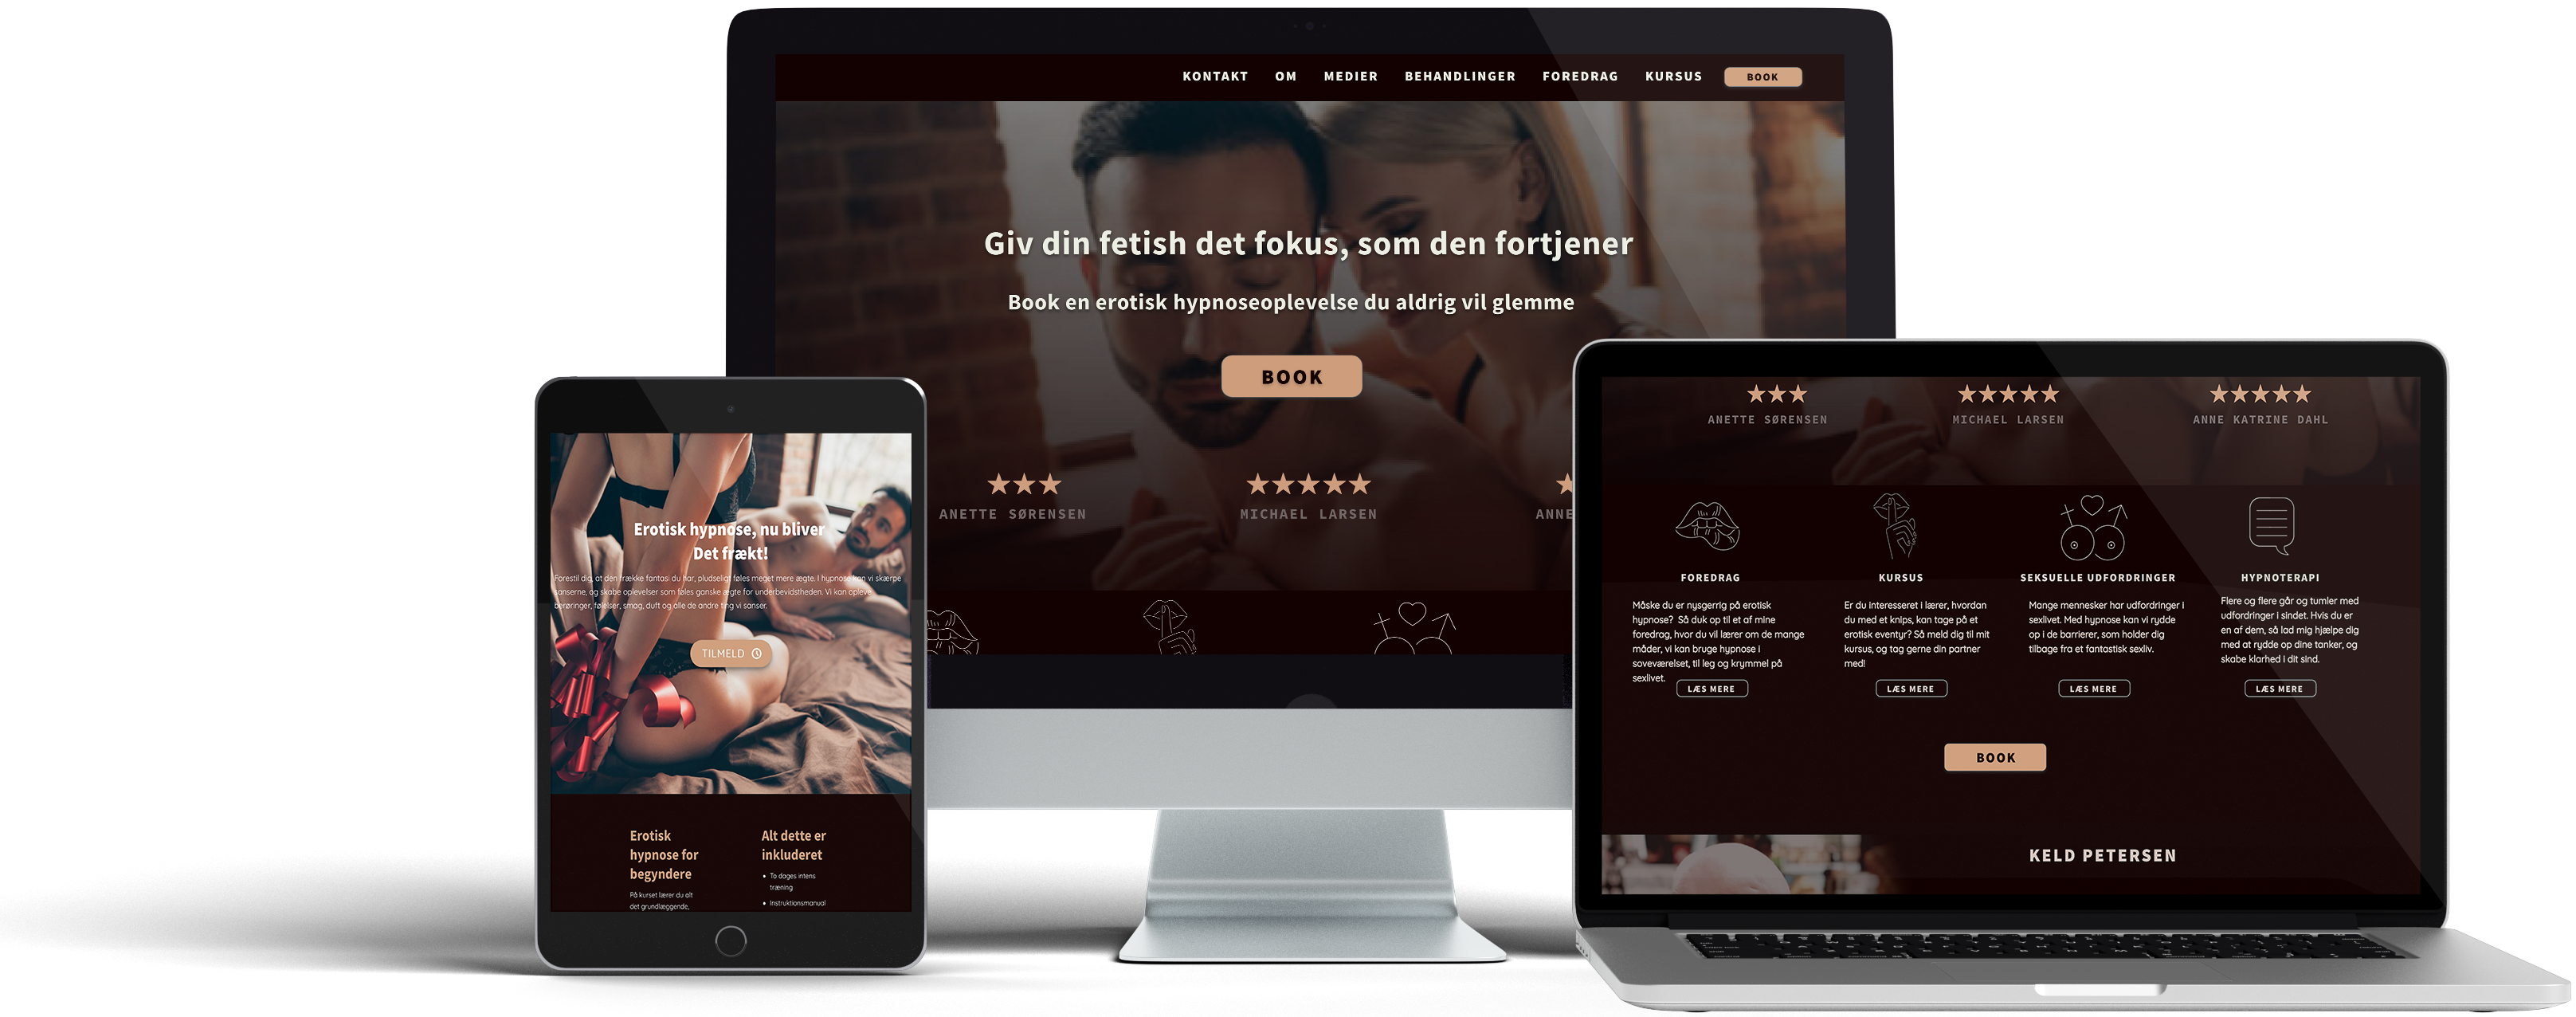 KONTAKT OM MEDIER BEHANDLINGER FOREDRAG KURSUS BOOK
Giv din fetish det fokus, som den fortjener
Book en erotisk hypnoseoplevelse du aldrig vil glemme
BOOK
ANETTE SØRENSEN MICHAEL LARSEN ANNE
Erotisk hypnose, nu bliver
Det frækt!
Forestil dig, at den frække fantasi du har, pludseligt føles meget mere ægte. I hypnose kan vi skærpe
sanserne, og skabe oplevelser som føles ganske ægte for underbevidstheden. Vi kan opleve
berøringer, følelser, smag, duft og alle de andre ting vi sanser.
TILMELD
Erotisk
hypnose for
begyndere
På kurset lærer du alt
det grundlæggende,
Alt dette er
inkluderet
• To dages intens
træning
• Instruktionsmanual
ANETTE SØRENSEN MICHAEL LARSEN ANNE KATRINE DAHL
FOREDRAG
Måske du er nysgerrig på erotisk
hypnose? Så duk op til et af mine
foredrag, hvor du vil lærer om de mange
måder, vi kan bruge hypnose i
soveværelset, til leg og krymmel på
sexlivet.
LÆS MERE
KURSUS
Er du interesseret i lærer, hvordan
du med et knips, kan tage på et
erotisk eventyr? Så meld dig til mit
kursus, og tag gerne din partner
med!
LÆS MERE
SEKSUELLE UDFORDRINGER
Mange mennesker har udfordringer i
sexlivet. Med hypnose kan vi rydde
op i de barrierer, som holder dig
tilbage fra et fantastisk sexliv.
LÆS MERE
HYPNOTERAPI
Flere og flere går og tumler med
udfordringer i sindet. Hvis du er
en af dem, så lad mig hjælpe dig
med at rydde op dine tanker, og
skabe klarhed i dit sind.
LÆS MERE
BOOK
KELD PETERSEN